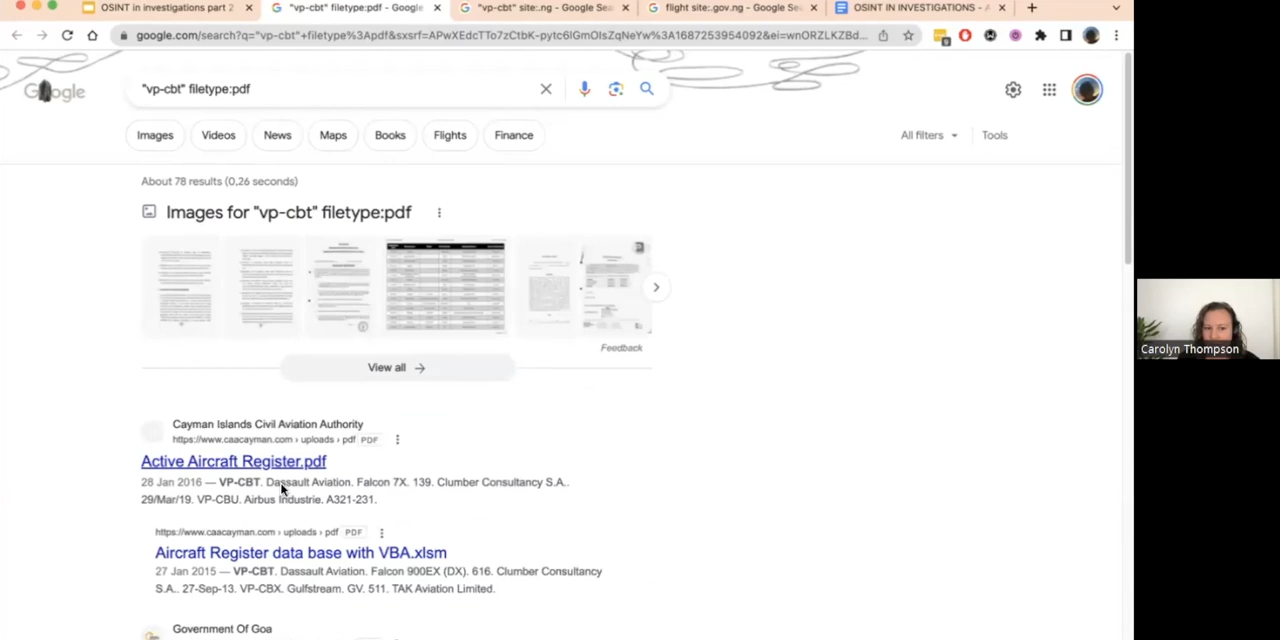 OSINT in investigations part 2
"vp-cbt" filetype:pdf - Google
"vp-cbt" site:.ng - Google Sea
flight site:.gov.ng - Google Se
OSINT IN INVESTIGATIONS - A
google.com/search?q="vp-cbt"+filetype%3Apdf&sxsrf=APwXEdcTTo7zCtbK-pytc6lGmOIsZqNeYw%3A1687253954092&ei=wnORZLKZBd...
Google
"vp-cbt" filetype:pdf
Images
Videos
News
Maps
Books
Flights
Finance
All filters
Tools
About 78 results (0,26 seconds)
Images for "vp-cbt" filetype:pdf
Feedback
View all
Cayman Islands Civil Aviation Authority
https://www.caacayman.com › uploads › pdf PDF
Active Aircraft Register.pdf
28 Jan 2016 — VP-CBT. Dassault Aviation. Falcon 7X. 139. Clumber Consultancy S.A..
29/Mar/19. VP-CBU. Airbus Industrie. A321-231.
https://www.caacayman.com › uploads › pdf PDF
Aircraft Register data base with VBA.xlsm
27 Jan 2015 — VP-CBT. Dassault Aviation. Falcon 900EX (DX). 616. Clumber Consultancy
S.A.. 27-Sep-13. VP-CBX. Gulfstream. GV. 511. TAK Aviation Limited.
Government Of Goa
Carolyn Thompson